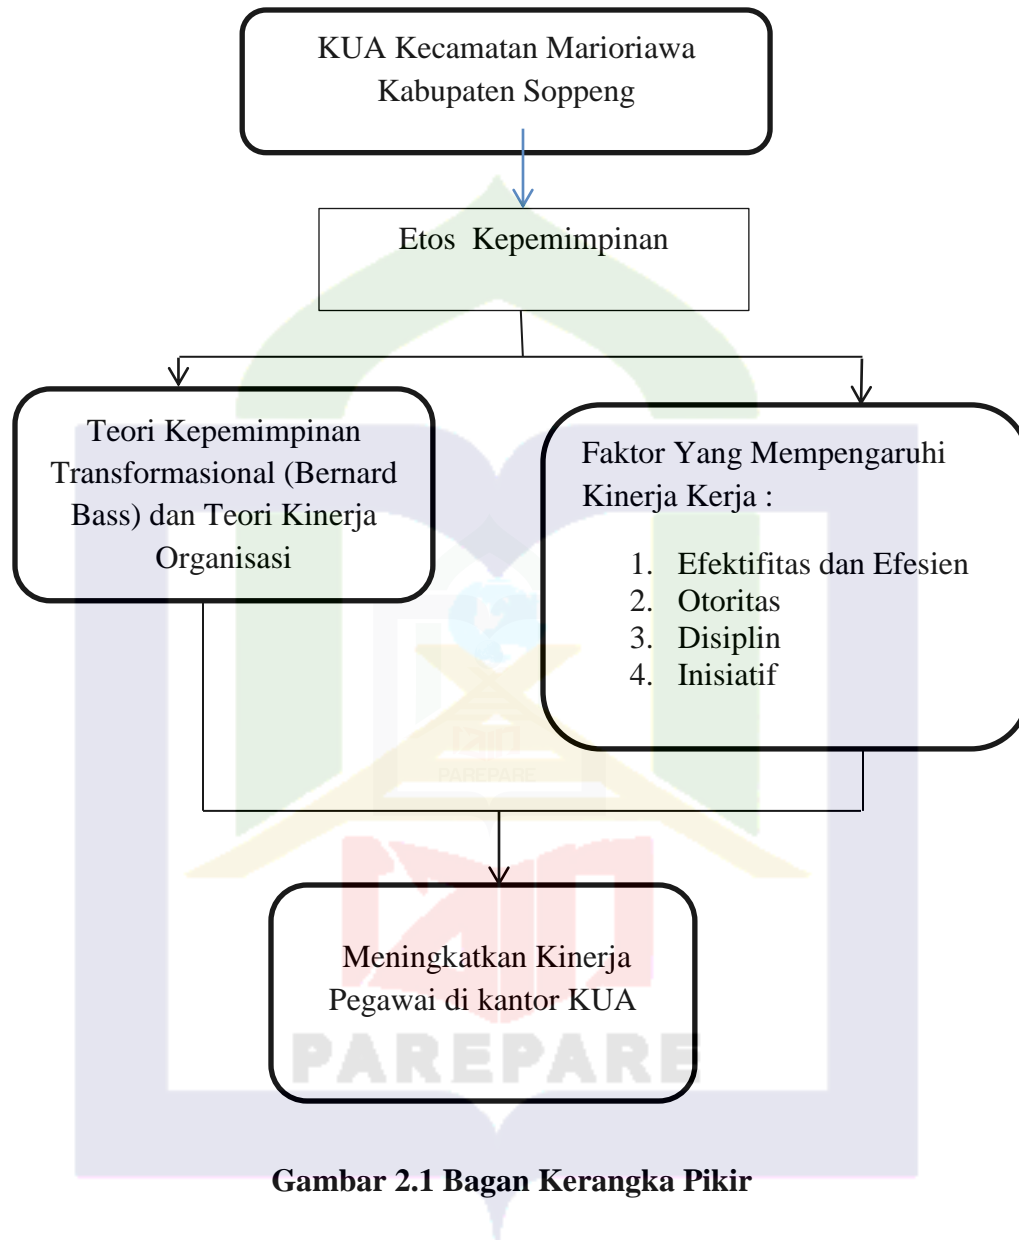 KUA Kecamatan Marioriawa
Kabupaten Soppeng
Etos Kepemimpinan
Teori Kepemimpinan
Transformasional (Bernard
Bass) dan Teori Kinerja
Organisasi
Faktor Yang Mempengaruhi
Kinerja Kerja :
1. Efektifitas dan Efesien
2. Otoritas
3. Disiplin
4. Inisiatif
PAREPARE
Meningkatkan Kinerja
Pegawai di kantor KUA
PAREPARE
Gambar 2.1 Bagan Kerangka Pikir